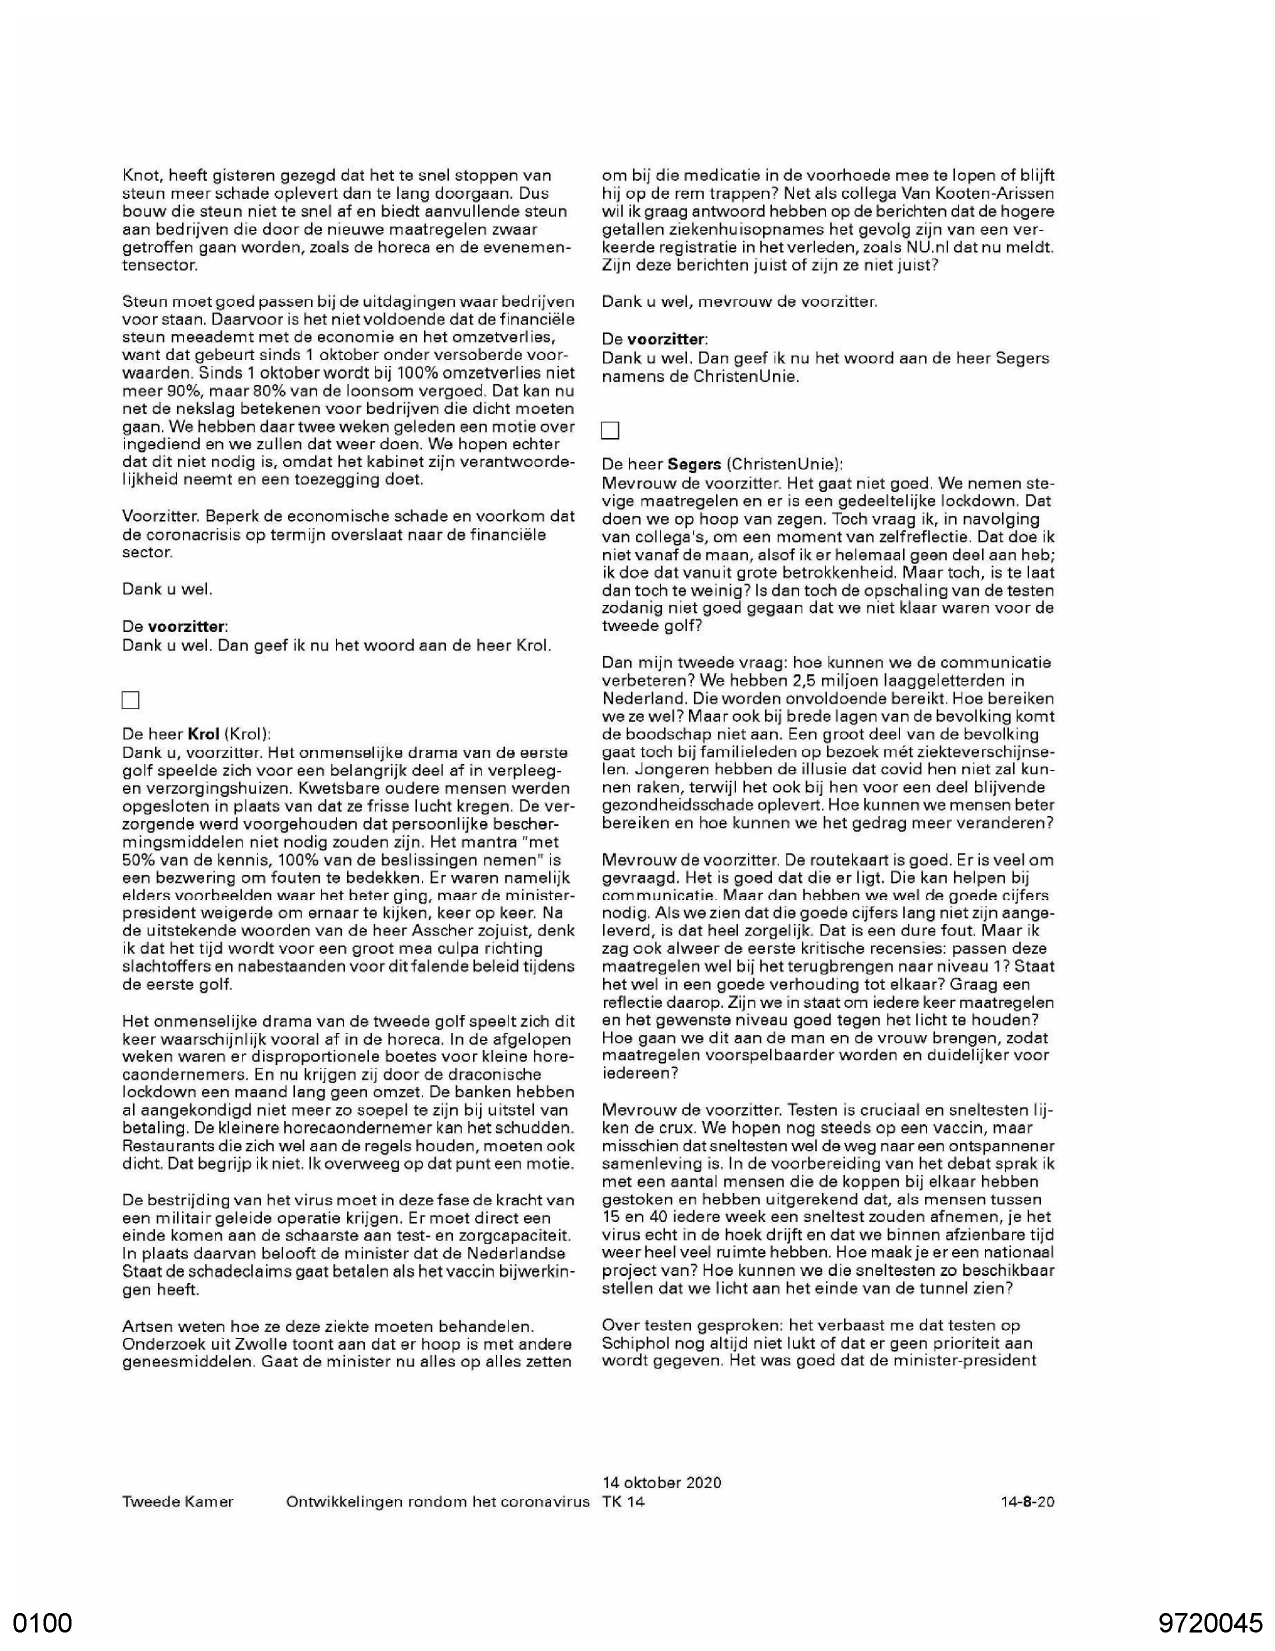 Knot, heeft gisteren gezegd dat het te snel stoppen van
steun meer schade oplevert dan te lang doorgaan. Dus
bouw die steun niet te snel af en biedt aanvullende steun
aan bedrijven die door de nieuwe maatregelen zwaar
getroffen gaan worden, zoals de horeca en de evenemen-
tensector.
Steun moet goed passen bij de uitdagingen waar bedrijven
voor staan. Daarvoor is het niet voldoende dat de financiële
steun meeademt met de economie en het omzetverlies,
want dat gebeurt sinds 1 oktober onder versoberde voor-
waarden. Sinds 1 oktober wordt bij 100% omzetverlies niet
meer 90%, maar 80% van de loonsom vergoed. Dat kan nu
net de nekslag betekenen voor bedrijven die dicht moeten
gaan. We hebben daar twee weken geleden een motie over
ingediend en we zullen dat weer doen. We hopen echter
dat dit niet nodig is, omdat het kabinet zijn verantwoorde-
lijkheid neemt en een toezegging doet.
Voorzitter. Beperk de economische schade en voorkom dat
de coronacrisis op termijn overslaat naar de financiële
sector.
Dank u wel.
De voorzitter:
Dank u wel. Dan geef ik nu het woord aan de heer Krol.
De heer Krol (Krol):
Dank u, voorzitter. Het onmenselijke drama van de eerste
golf speelde zich voor een belangrijk deel af in verpleeg-
en verzorgingshuizen. Kwetsbare oudere mensen werden
opgesloten in plaats van dat ze frisse lucht kregen. De ver-
zorgende werd voorgehouden dat persoonlijke bescher-
mingsmiddelen niet nodig zouden zijn. Het mantra "met
50% van de kennis, 100% van de beslissingen nemen" is
een bezwering om fouten te bedekken. Er waren namelijk
elders voorbeelden waar het beter ging, maar de minister-
president weigerde om ernaar te kijken, keer op keer. Na
de uitstekende woorden van de heer Asscher zojuist, denk
ik dat het tijd wordt voor een groot mea culpa richting
slachtoffers en nabestaanden voor dit falende beleid tijdens
de eerste golf.
Het onmenselijke drama van de tweede golf speelt zich dit
keer waarschijnlijk vooral af in de horeca. In de afgelopen
weken waren er disproportionele boetes voor kleine hore-
caondernemers. En nu krijgen zij door de draconische
lockdown een maand lang geen omzet. De banken hebben
al aangekondigd niet meer zo soepel te zijn bij uitstel van
betaling. De kleinere horecaondernemer kan het schudden.
Restaurants die zich wel aan de regels houden, moeten ook
dicht. Dat begrijp ik niet. Ik overweeg op dat punt een motie.
De bestrijding van het virus moet in deze fase de kracht van
een militair geleide operatie krijgen. Er moet direct een
einde komen aan de schaarste aan test- en zorgcapaciteit.
In plaats daarvan belooft de minister dat de Nederlandse
Staat de schadeclaims gaat betalen als het vaccin bijwerkin-
gen heeft.
Artsen weten hoe ze deze ziekte moeten behandelen.
Onderzoek uit Zwolle toont aan dat er hoop is met andere
geneesmiddelen. Gaat de minister nu alles op alles zetten
om bij die medicatie in de voorhoede mee te lopen of blijft
hij op de rem trappen? Net als collega Van Kooten-Arissen
wil ik graag antwoord hebben op de berichten dat de hogere
getallen ziekenhuisopnames het gevolg zijn van een ver-
keerde registratie in het verleden, zoals NU.nl dat nu meldt.
Zijn deze berichten juist of zijn ze niet juist?
Dank u wel, mevrouw de voorzitter.
De voorzitter:
Dank u wel. Dan geef ik nu het woord aan de heer Segers
namens de ChristenUnie.
De heer Segers (ChristenUnie):
Mevrouw de voorzitter. Het gaat niet goed. We nemen ste-
vige maatregelen en er is een gedeeltelijke lockdown. Dat
doen we op hoop van zegen. Toch vraag ik, in navolging
van collega's, om een moment van zelfreflectie. Dat doe ik
niet vanaf de maan, alsof ik er helemaal geen deel aan heb;
ik doe dat vanuit grote betrokkenheid. Maar toch, is te laat
dan toch te weinig? Is dan toch de opschaling van de testen
zodanig niet goed gegaan dat we niet klaar waren voor de
tweede golf?
Dan mijn tweede vraag: hoe kunnen we de communicatie
verbeteren? We hebben 2,5 miljoen laaggeletterden in
Nederland. Die worden onvoldoende bereikt. Hoe bereiken
we ze wel? Maar ook bij brede lagen van de bevolking komt
de boodschap niet aan. Een groot deel van de bevolking
gaat toch bij familieleden op bezoek mét ziekteverschijnse-
len. Jongeren hebben de illusie dat covid hen niet zal kun-
nen raken, terwijl het ook bij hen voor een deel blijvende
gezondheidsschade oplevert. Hoe kunnen we mensen beter
bereiken en hoe kunnen we het gedrag meer veranderen?
Mevrouw de voorzitter. De routekaart is goed. Er is veel om
gevraagd. Het is goed dat die er ligt. Die kan helpen bij
communicatie. Maar dan hebben we wel de goede cijfers
nodig. Als we zien dat die goede cijfers lang niet zijn aange-
leverd, is dat heel zorgelijk. Dat is een dure fout. Maar ik
zag ook alweer de eerste kritische recensies: passen deze
maatregelen wel bij het terugbrengen naar niveau 1? Staat
het wel in een goede verhouding tot elkaar? Graag een
reflectie daarop. Zijn we in staat om iedere keer maatregelen
en het gewenste niveau goed tegen het licht te houden?
Hoe gaan we dit aan de man en de vrouw brengen, zodat
maatregelen voorspelbaarder worden en duidelijker voor
iedereen?
Mevrouw de voorzitter. Testen is cruciaal en sneltesten lij-
ken de crux. We hopen nog steeds op een vaccin, maar
misschien dat sneltesten wel de weg naar een ontspannener
samenleving is. In de voorbereiding van het debat sprak ik
met een aantal mensen die de koppen bij elkaar hebben
gestoken en hebben uitgerekend dat, als mensen tussen
15 en 40 iedere week een sneltest zouden afnemen, je het
virus echt in de hoek drijft en dat we binnen afzienbare tijd
weer heel veel ruimte hebben. Hoe maak je er een nationaal
project van? Hoe kunnen we die sneltesten zo beschikbaar
stellen dat we licht aan het einde van de tunnel zien?
Over testen gesproken: het verbaast me dat testen op
Schiphol nog altijd niet lukt of dat er geen prioriteit aan
wordt gegeven. Het was goed dat de minister-president
14 oktober 2020
Tweede Kamer Ontwikkelingen rondom het coronavirus TK 14 14-8-20
0100 9720045